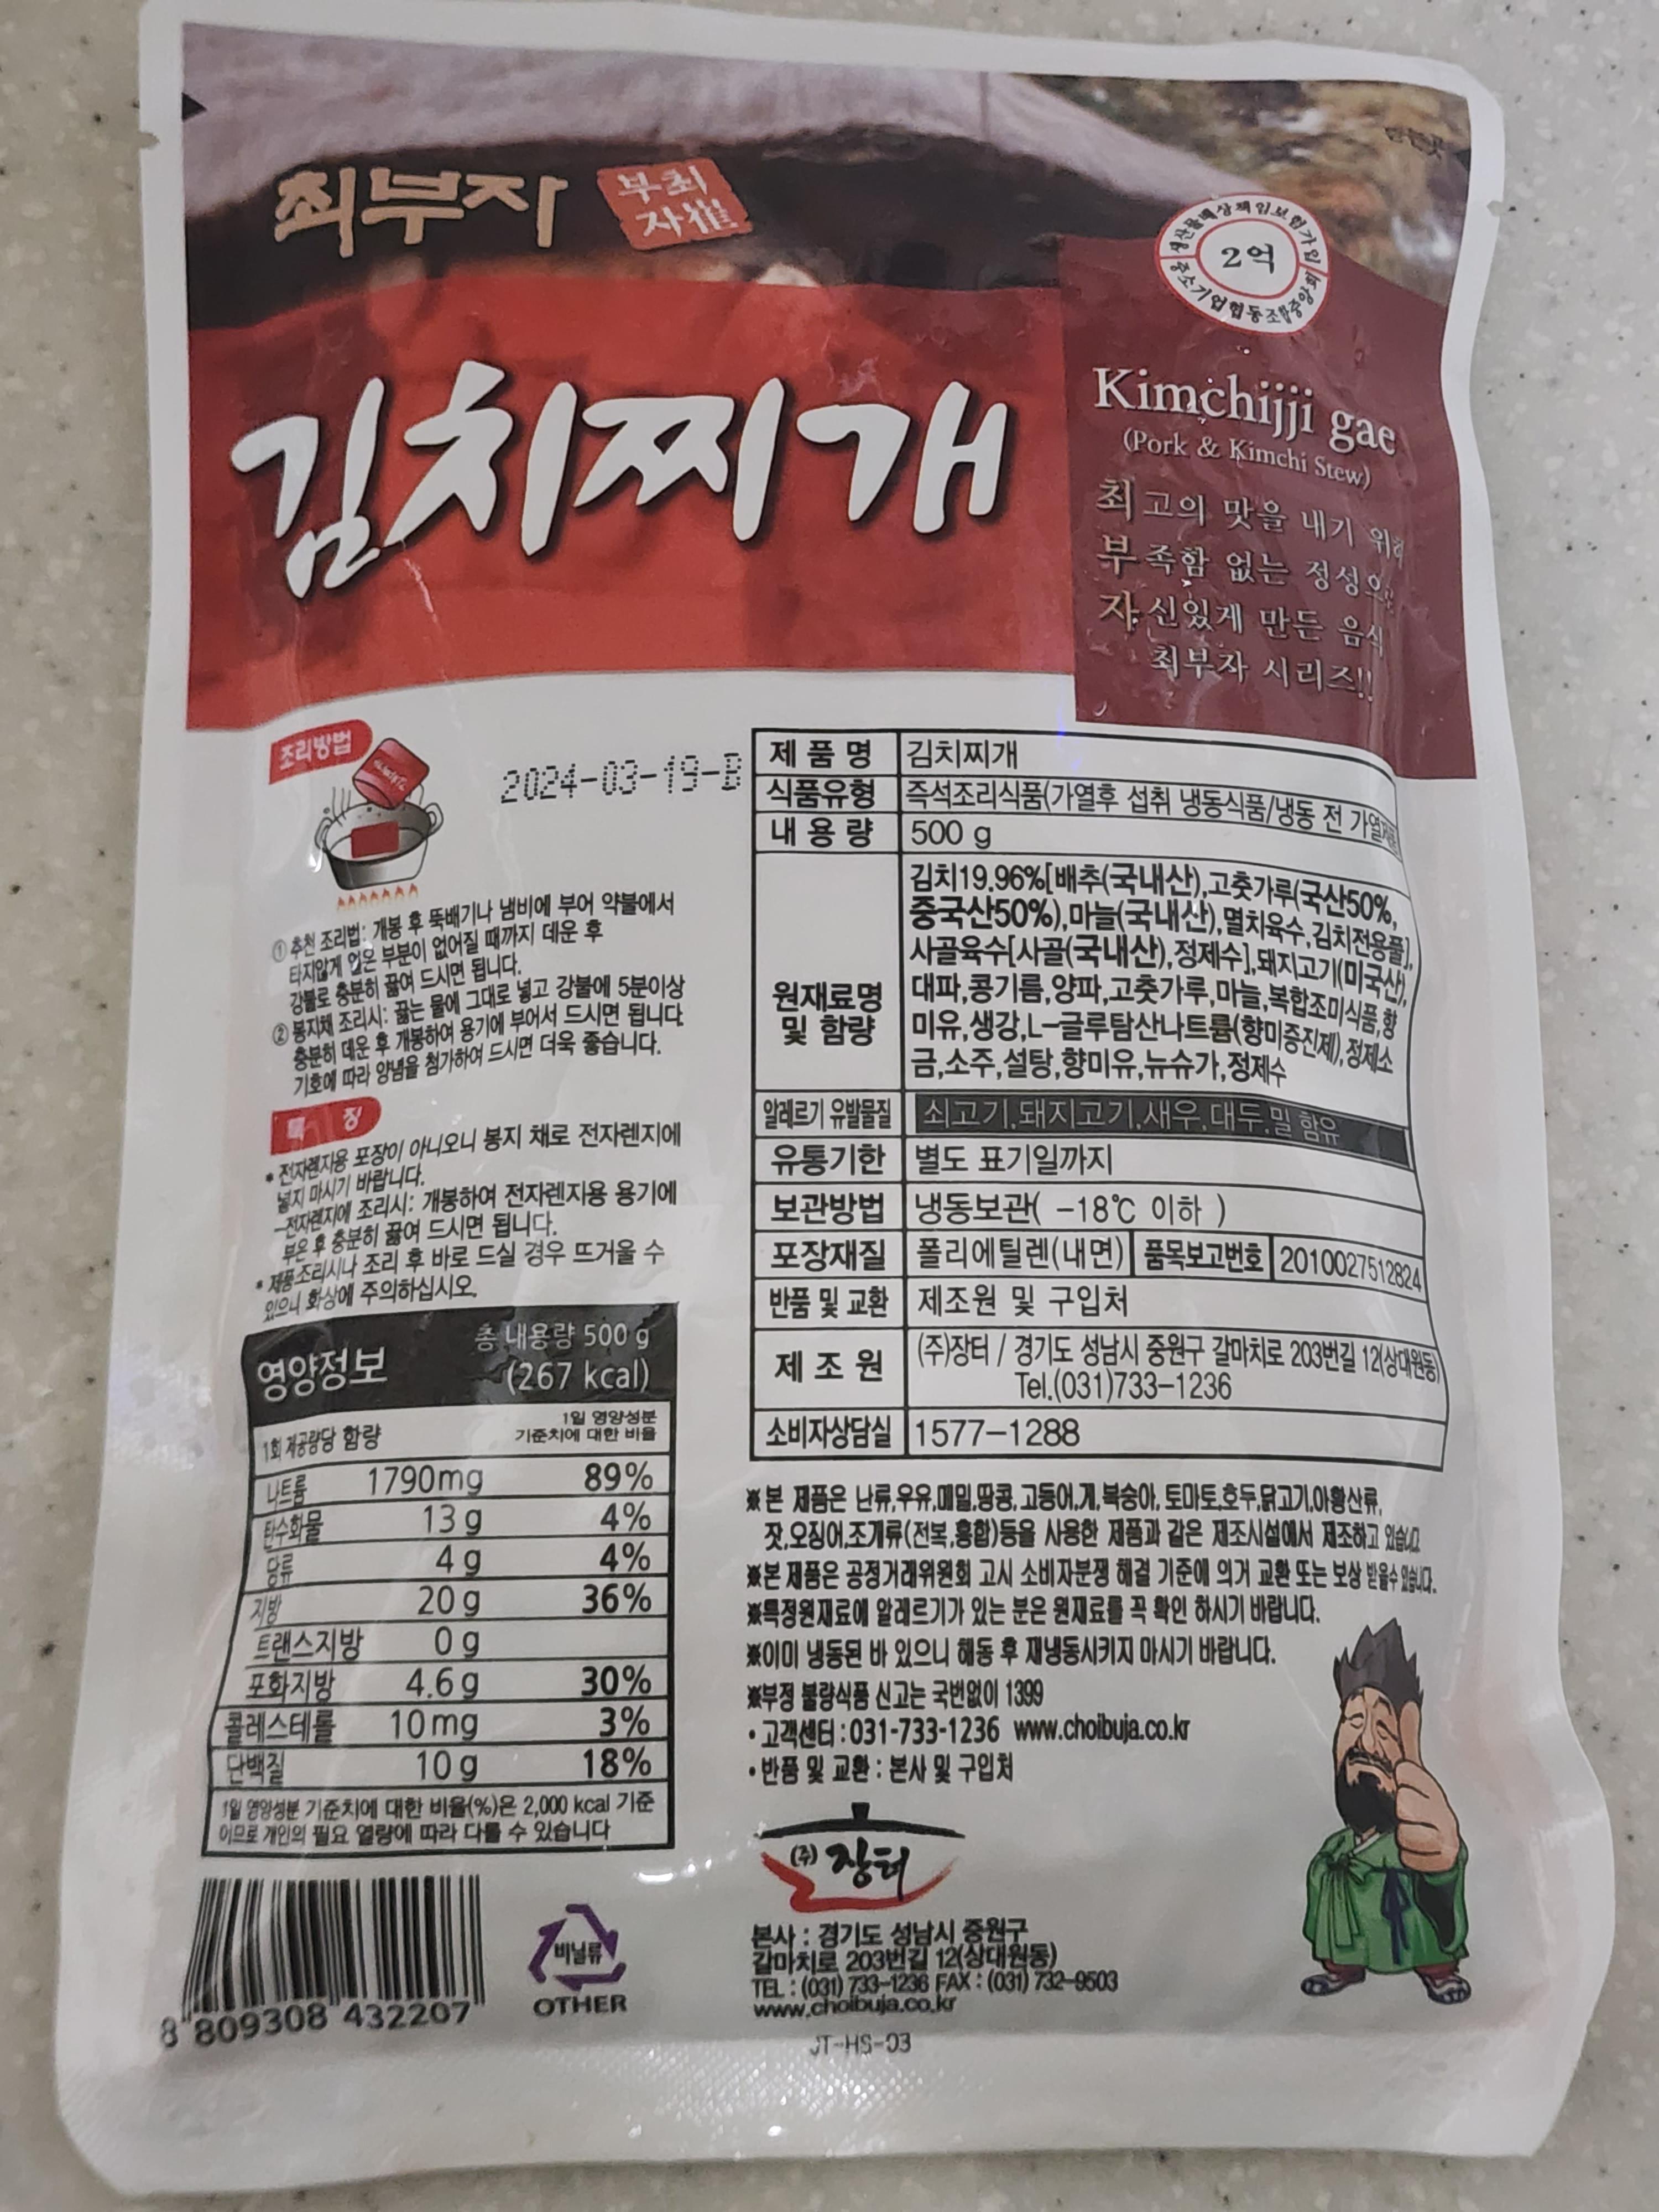 최부자
부최
자崔
생산물배상책임보험가입
2억
중소기업협동조합중앙회
김치찌개
Kimchijji gae
(Pork & Kimchi Stew)
최고의 맛을 내기 위해
부족함 없는 정성으로
자신있게 만든 음식
최부자 시리즈!!
조리방법
2024-03-19-B
① 추천 조리법: 개봉 후 뚝배기나 냄비에 부어 약불에서
타지않게 얼은 부분이 없어질 때까지 데운 후
강불로 충분히 끓여 드시면 됩니다.
② 봉지채 조리시: 끓는 물에 그대로 넣고 강불에 5분이상
충분히 데운 후 개봉하여 용기에 부어서 드시면 됩니다
기호에 따라 양념을 첨가하여 드시면 더욱 좋습니다.
특 징
* 전자렌지용 포장이 아니오니 봉지 채로 전자렌지에
넣지 마시기 바랍니다.
-전자렌지에 조리시: 개봉하여 전자렌지용 용기에
부은 후 충분히 끓여 드시면 됩니다.
* 제품 조리시나 조리 후 바로 드실 경우 뜨거울 수
있으니 화상에 주의하십시오.
영양정보
총 내용량 500 g
(267 kcal)
1회 제공량당 함량
1일 영양성분
기준치에 대한 비율
나트륨 1790mg 89%
탄수화물 13 g 4%
당류 4 g 4%
지방 20 g 36%
트랜스지방 0 g
포화지방 4.6 g 30%
콜레스테롤 10 mg 3%
단백질 10 g 18%
1일 영양성분 기준치에 대한 비율(%)은 2,000 kcal 기준
이므로 개인의 필요 열량에 따라 다를 수 있습니다
8 809308 432207
비닐류
OTHER
제 품 명 김치찌개
식품유형 즉석조리식품(가열후 섭취 냉동식품/냉동 전 가열제품)
내 용 량 500 g
원재료명
및 함량
김치19.96%[배추(국내산),고춧가루(국산50%,
중국산50%),마늘(국내산),멸치육수,김치전용풀],
사골육수[사골(국내산),정제수],돼지고기(미국산),
대파,콩기름,양파,고춧가루,마늘,복합조미식품,향
미유,생강,L-글루탐산나트륨(향미증진제),정제소
금,소주,설탕,향미유,뉴슈가,정제수
알레르기 유발물질 쇠고기,돼지고기,새우,대두,밀 함유
유통기한 별도 표기일까지
보관방법 냉동보관( -18℃ 이하 )
포장재질 폴리에틸렌(내면) 품목보고번호 2010027512824
반품 및 교환 제조원 및 구입처
제 조 원 (주)장터 / 경기도 성남시 중원구 갈마치로 203번길 12(상대원동)
Tel.(031)733-1236
소비자상담실 1577-1288
※본 제품은 난류,우유,메밀,땅콩,고등어,게,복숭아,토마토,호두,닭고기,아황산류,
잣,오징어,조개류(전복,홍합)등을 사용한 제품과 같은 제조시설에서 제조하고 있습니다
※본 제품은 공정거래위원회 고시 소비자분쟁 해결 기준에 의거 교환 또는 보상 받을수 있습니다.
※특정원재료에 알레르기가 있는 분은 원재료를 꼭 확인 하시기 바랍니다.
※이미 냉동된 바 있으니 해동 후 재냉동시키지 마시기 바랍니다.
※부정 불량식품 신고는 국번없이 1399
•고객센터:031-733-1236 www.choibuja.co.kr
•반품 및 교환 : 본사 및 구입처
(주) 장터
본사 : 경기도 성남시 중원구
갈마치로 203번길 12(상대원동)
TEL : (031) 733-1236 FAX : (031) 732-9503
www.choibuja.co.kr
JT-HS-03